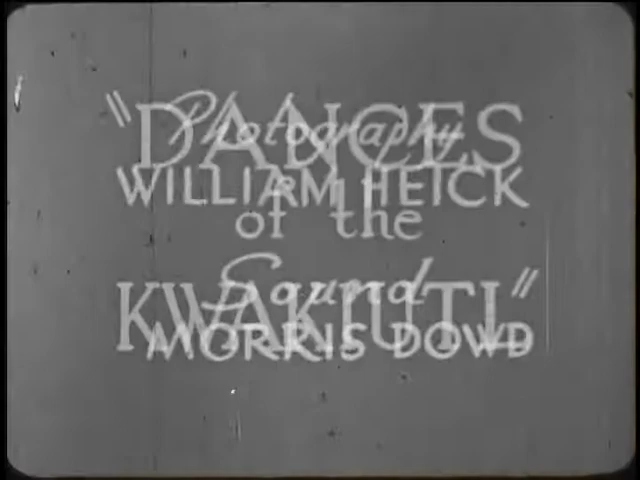 "DANCES
Photography
WILLIAM HEICK
of the
Sound
KWAKIUTL"
MORRIS DOWD